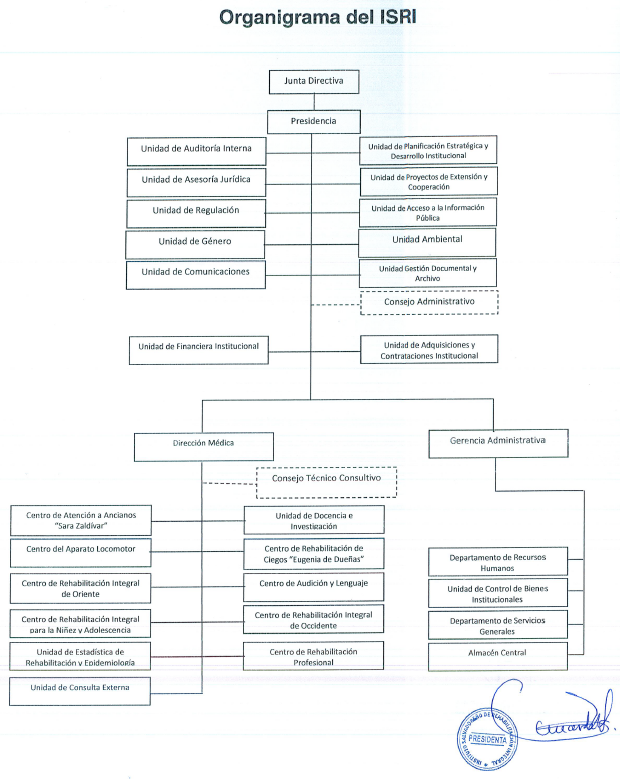 Organigrama del ISRI
Junta Directiva
Presidencia
Unidad de Auditoría Interna
Unidad de Planificación Estratégica y
Desarrollo Institucional
Unidad de Asesoría Jurídica
Unidad de Proyectos de Extensión y
Cooperación
Unidad de Regulación
Unidad de Acceso a la Información
Pública
Unidad de Género
Unidad Ambiental
Unidad de Comunicaciones
Unidad Gestión Documental y
Archivo
Consejo Administrativo
Unidad de Financiera Institucional
Unidad de Adquisiciones y
Contrataciones Institucional
Dirección Médica
Gerencia Administrativa
Consejo Técnico Consultivo
Centro de Atención a Ancianos
"Sara Zaldívar"
Unidad de Docencia e
Investigación
Centro del Aparato Locomotor
Centro de Rehabilitación de
Ciegos "Eugenia de Dueñas"
Centro de Rehabilitación Integral
de Oriente
Centro de Audición y Lenguaje
Centro de Rehabilitación Integral
para la Niñez y Adolescencia
Centro de Rehabilitación Integral
de Occidente
Unidad de Estadística de
Rehabilitación y Epidemiología
Centro de Rehabilitación
Profesional
Unidad de Consulta Externa
Departamento de Recursos
Humanos
Unidad de Control de Bienes
Institucionales
Departamento de Servicios
Generales
Almacén Central
INSTITUTO SALVADOREÑO DE REHABILITACION INTEGRAL
PRESIDENTA